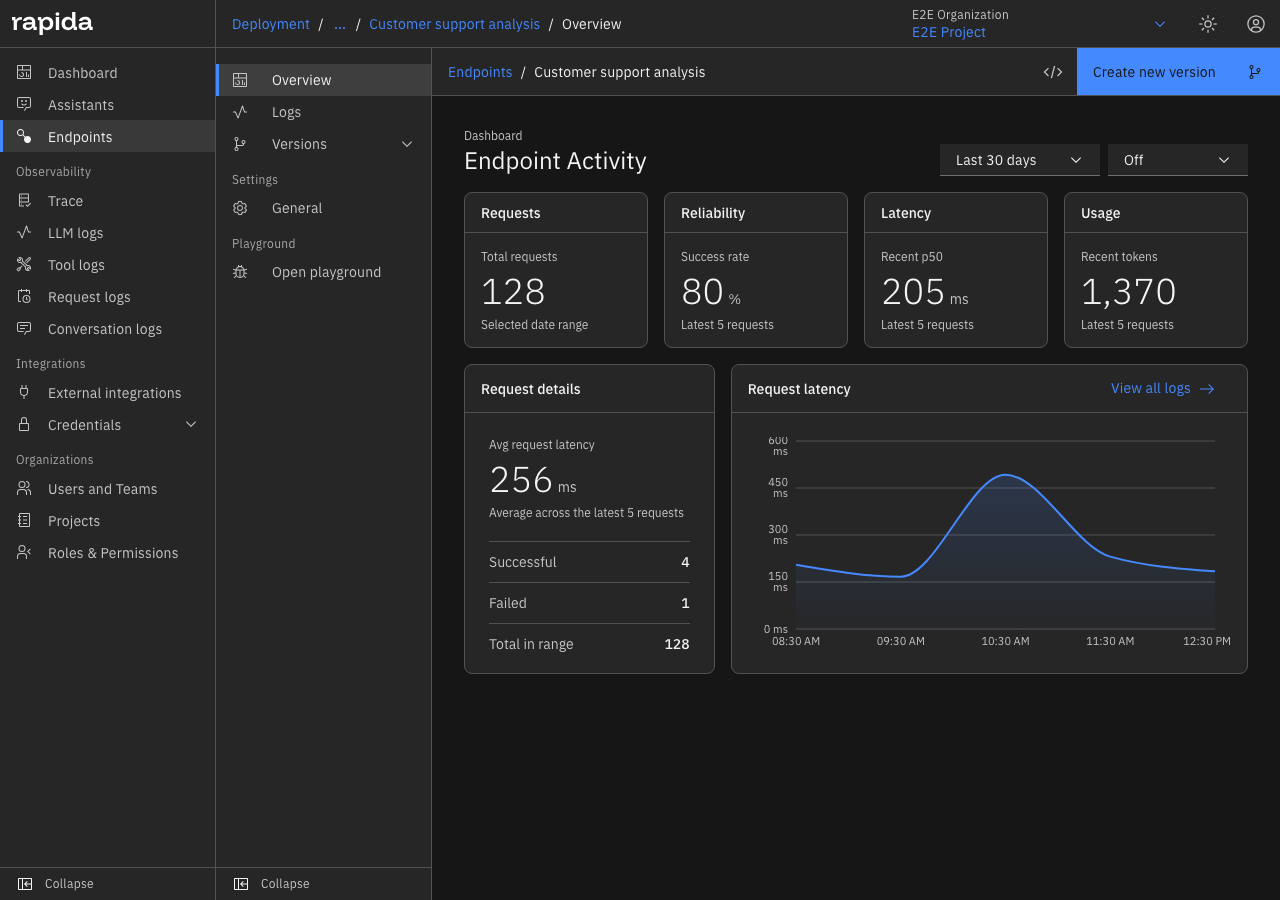 rapida
Deployment / ... / Customer support analysis / Overview
E2E Organization
E2E Project
Dashboard
Assistants
Endpoints
Observability
Trace
LLM logs
Tool logs
Request logs
Conversation logs
Integrations
External integrations
Credentials
Organizations
Users and Teams
Projects
Roles & Permissions
Collapse
Overview
Logs
Versions
Settings
General
Playground
Open playground
Collapse
Endpoints / Customer support analysis
Create new version
Dashboard
Endpoint Activity
Last 30 days
Off
Requests
Total requests
128
Selected date range
Reliability
Success rate
80 %
Latest 5 requests
Latency
Recent p50
205 ms
Latest 5 requests
Usage
Recent tokens
1,370
Latest 5 requests
Request details
Avg request latency
256 ms
Average across the latest 5 requests
Successful 4
Failed 1
Total in range 128
Request latency
View all logs
600
ms
450
ms
300
ms
150
ms
0 ms
08:30 AM 09:30 AM 10:30 AM 11:30 AM 12:30 PM